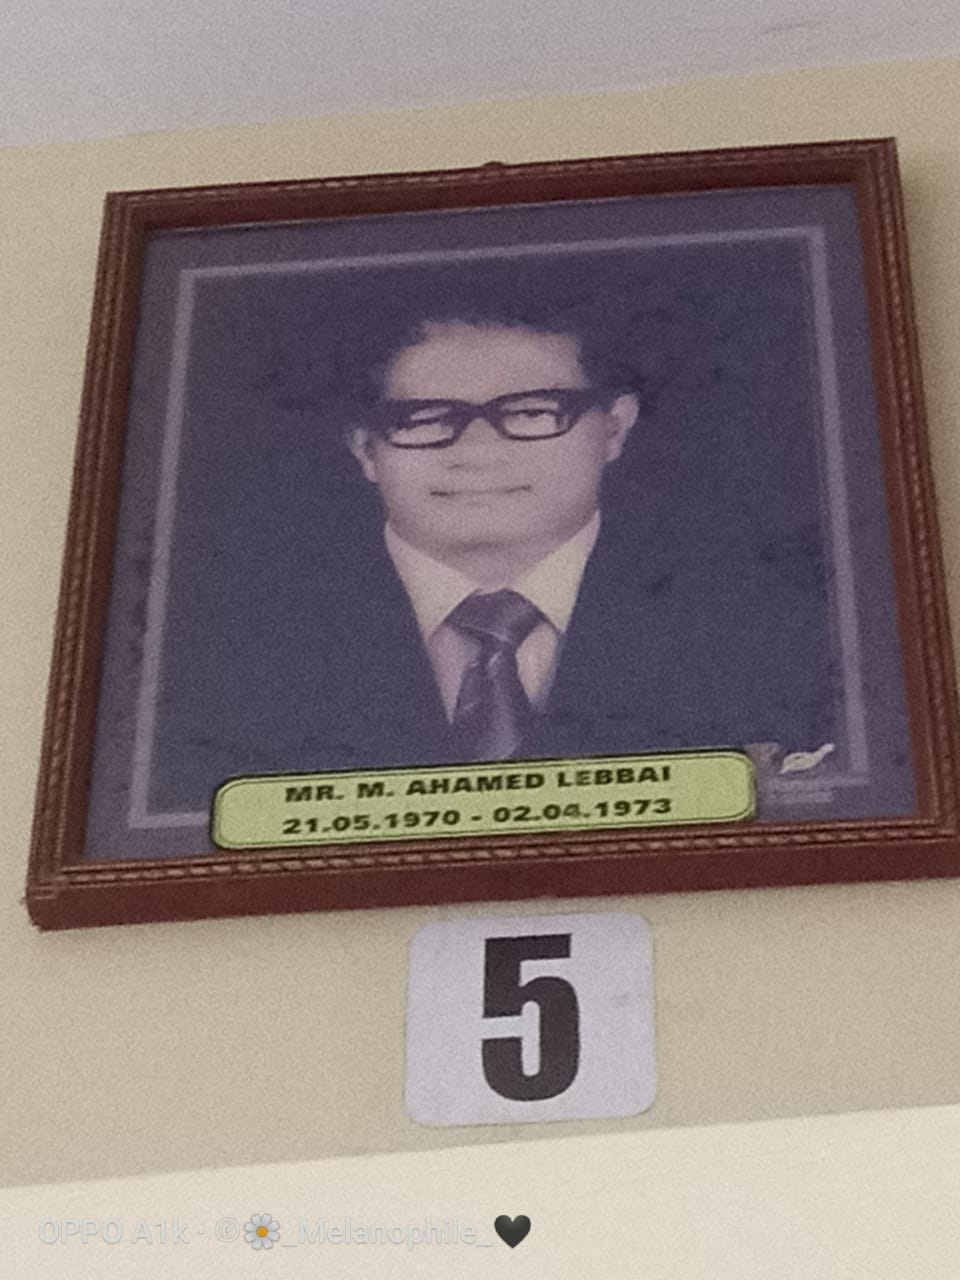 MR. M. AHAMED LEBBAI
21.05.1970 - 02.04.1973
5
OPPO A1k · ©🌼_Melanophile_🖤